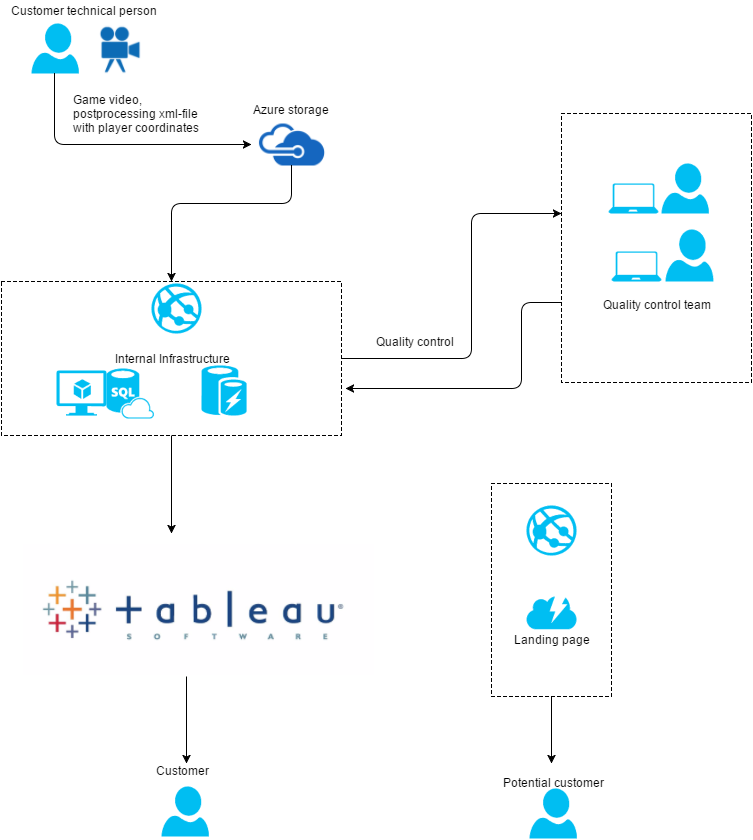 Customer technical person
Game video,
postprocessing xml-file
with player coordinates
Azure storage
Quality control team
Quality control
Internal Infrastructure
SQL
tableau®
SOFTWARE
Landing page
Customer
Potential customer